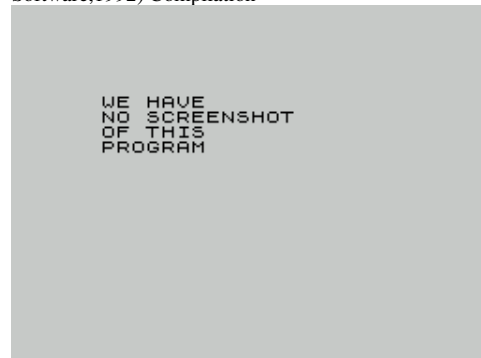 Software,1992) Compilation
WE HAVE
NO SCREENSHOT
OF THIS
PROGRAM